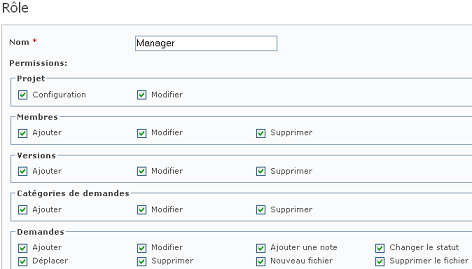 Rôle
Nom * Manager
Permissions:
Projet
Configuration Modifier
Membres
Ajouter Modifier Supprimer
Versions
Ajouter Modifier Supprimer
Catégories de demandes
Ajouter Modifier Supprimer
Demandes
Ajouter Modifier Ajouter une note Changer le statut
Déplacer Supprimer Nouveau fichier Supprimer le fichier